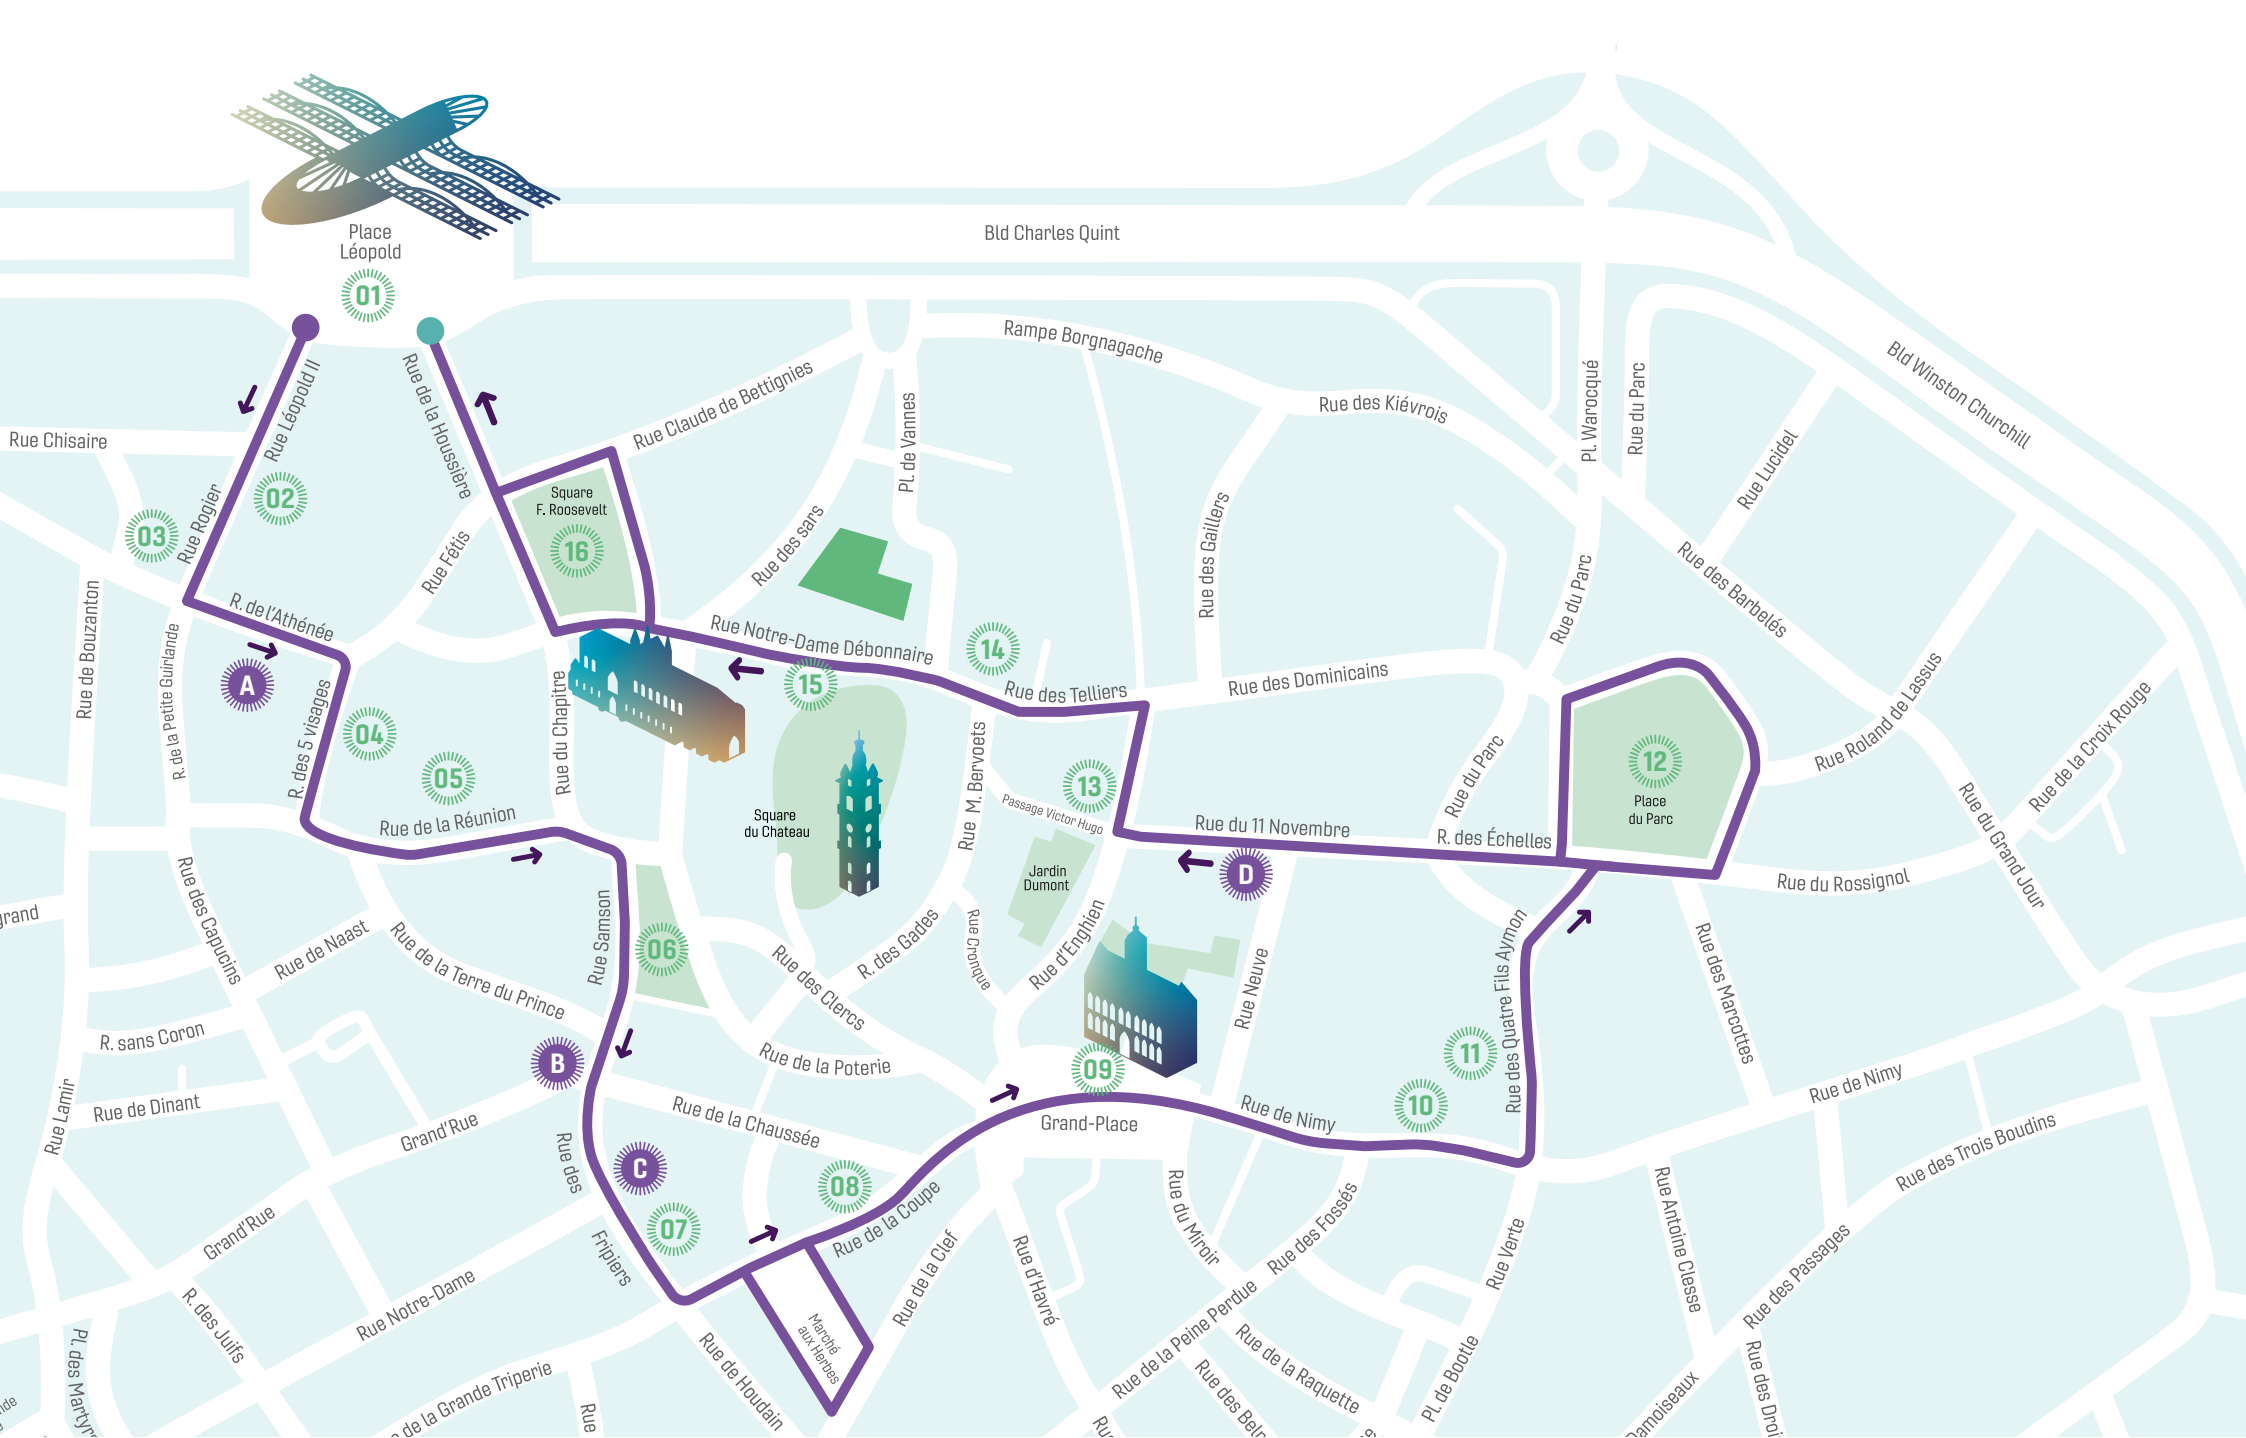 Place
Léopold
01
Bld Charles Quint
Rampe Borgnagache
Rue des Kiévrois
Pl. Warocqué
Rue du Parc
Bld Winston Churchill
Rue Lucidel
Rue Léopold II
Rue de la Houssière
Rue Claude de Bettignies
Pl. de Vannes
Rue Chisaire
02
03
Rue Rogier
Square
F. Roosevelt
16
Rue Fétis
Rue des sars
Rue des Gaillers
Rue du Parc
Rue des Barbelés
Rue de Bouzanton
R. de l'Athénée
R. de la Petite Guirlande
A
Rue Notre-Dame Débonnaire
14
15
Rue des Telliers
Rue des Dominicains
Rue Roland de Lassus
Rue de la Croix Rouge
R. des 5 visages
04
05
Rue du Chapitre
Rue de la Réunion
Square
du Chateau
Rue M. Bervoets
13
Passage Victor Hugo
Rue du 11 Novembre
Rue du Parc
R. des Échelles
12
Place
du Parc
Rue du Rossignol
Rue du Grand Jour
D
Jardin
Dumont
Rue des Capucins
grand
Rue de Naast
Rue de la Terre du Prince
Rue Samson
06
Rue des Clercs
R. des Gades
Rue Cronque
Rue d'Enghien
Rue Neuve
Rue des Quatre Fils Aymon
Rue des Marcottes
R. sans Coron
B
Rue de la Poterie
09
11
10
Rue Lamir
Rue de Dinant
Grand'Rue
Rue de la Chaussée
Grand-Place
Rue de Nimy
Rue de Nimy
Rue des Trois Boudins
Rue des
Fripiers
C
07
08
Rue de la Coupe
Rue du Miroir
Rue des Fossés
Rue Verte
Rue Antoine Clesse
Rue des Passages
Grand'Rue
R. des Juifs
Rue Notre-Dame
Marché
aux Herbes
Rue de la Clef
Rue d'Havré
Rue de la Peine Perdue
Rue de la Raquette
Pl. de Bootle
Pl. des Martyr
de la Grande Triperie
Rue
Rue de Houdain
Rue des Beln
Damoiseaux
Rue des Droi